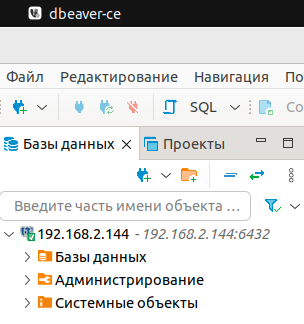 dbeaver-ce
Файл Редактирование Навигация
SQL
Базы данных Проекты
Введите часть имени объекта ...
192.168.2.144 - 192.168.2.144:6432
Базы данных
Администрирование
Системные объекты